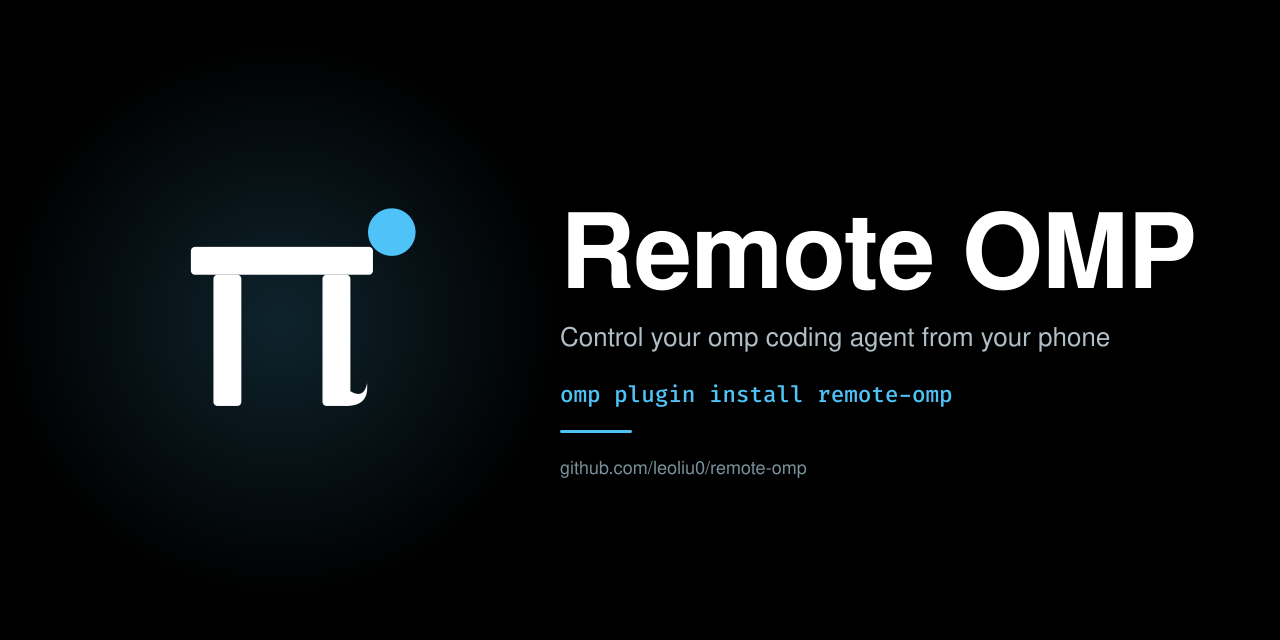 Remote OMP
Control your omp coding agent from your phone
omp plugin install remote-omp
github.com/leoliu0/remote-omp